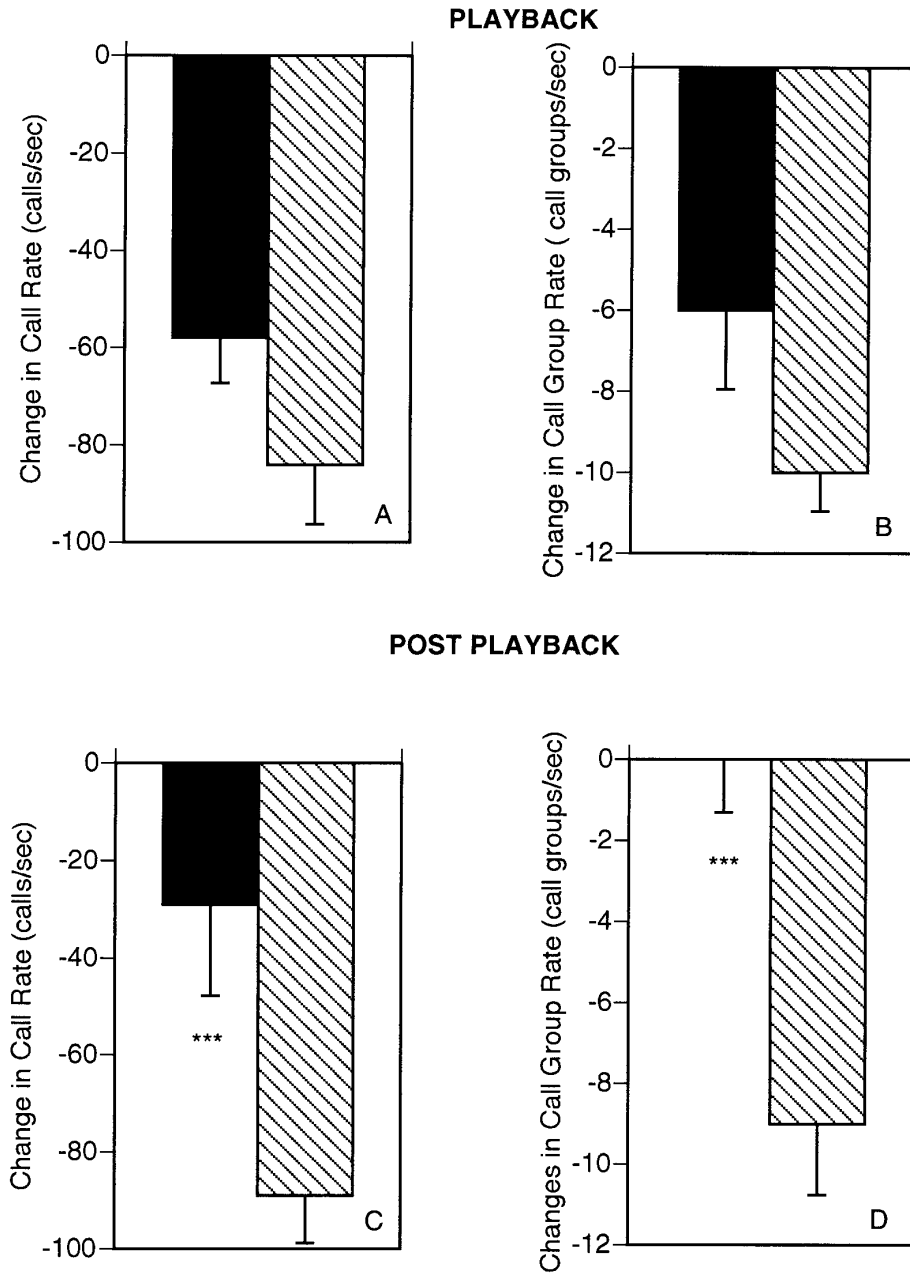 PLAYBACK
Change in Call Rate (calls/sec)
0
-20
-40
-60
-80
-100
A
Change in Call Group Rate ( call groups/sec)
0
-2
-4
-6
-8
-10
-12
B
POST PLAYBACK
Change in Call Rate (calls/sec)
0
-20
-40
-60
-80
-100
***
C
Changes in Call Group Rate (call groups/sec)
0
-2
-4
-6
-8
-10
-12
***
D